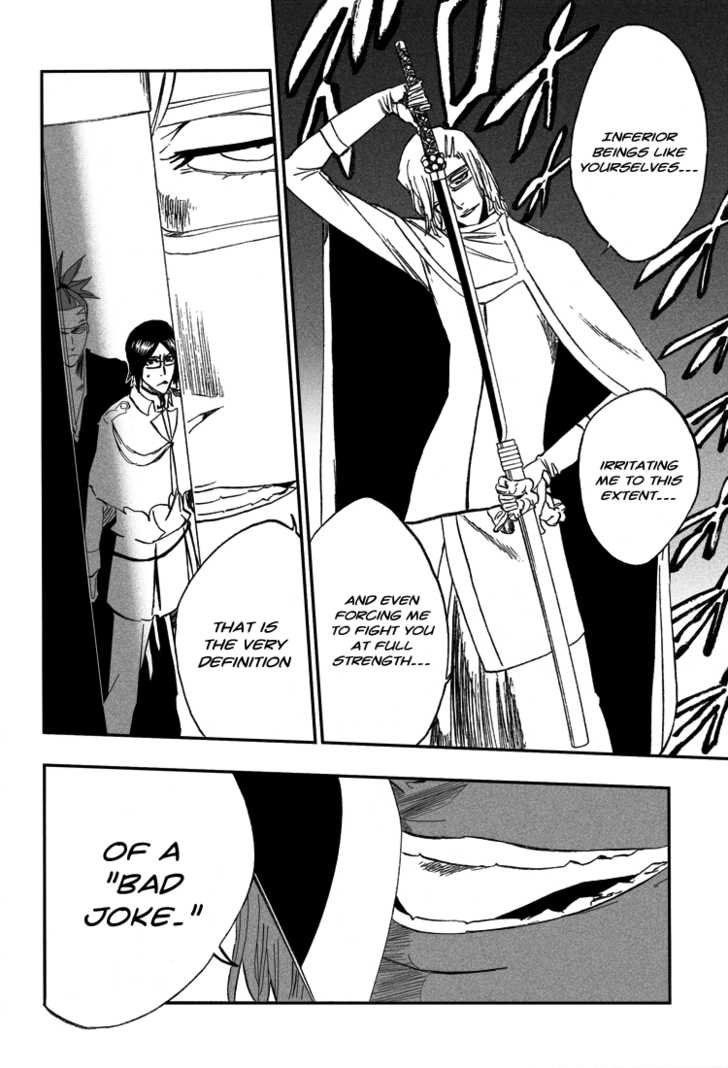 INFERIOR
BEINGS LIKE
YOURSELVES...
IRRITATING
ME TO THIS
EXTENT...
AND EVEN
FORCING ME
TO FIGHT YOU
AT FULL
STRENGTH...
THAT IS
THE VERY
DEFINITION
OF A
"BAD
JOKE."